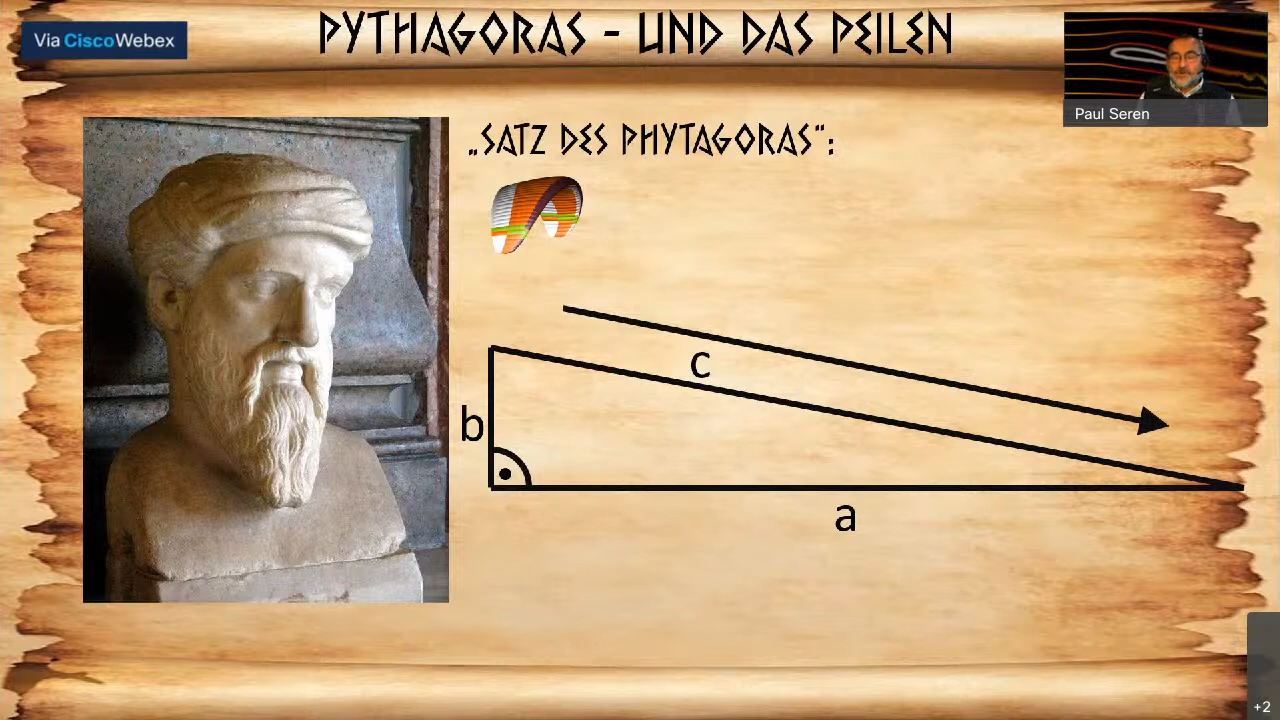 Via CiscoWebex
PYTHAGORAS - UND DAS PEILEN
Paul Seren
„SATZ DES PHYTAGORAS“:
c
b
a
+2